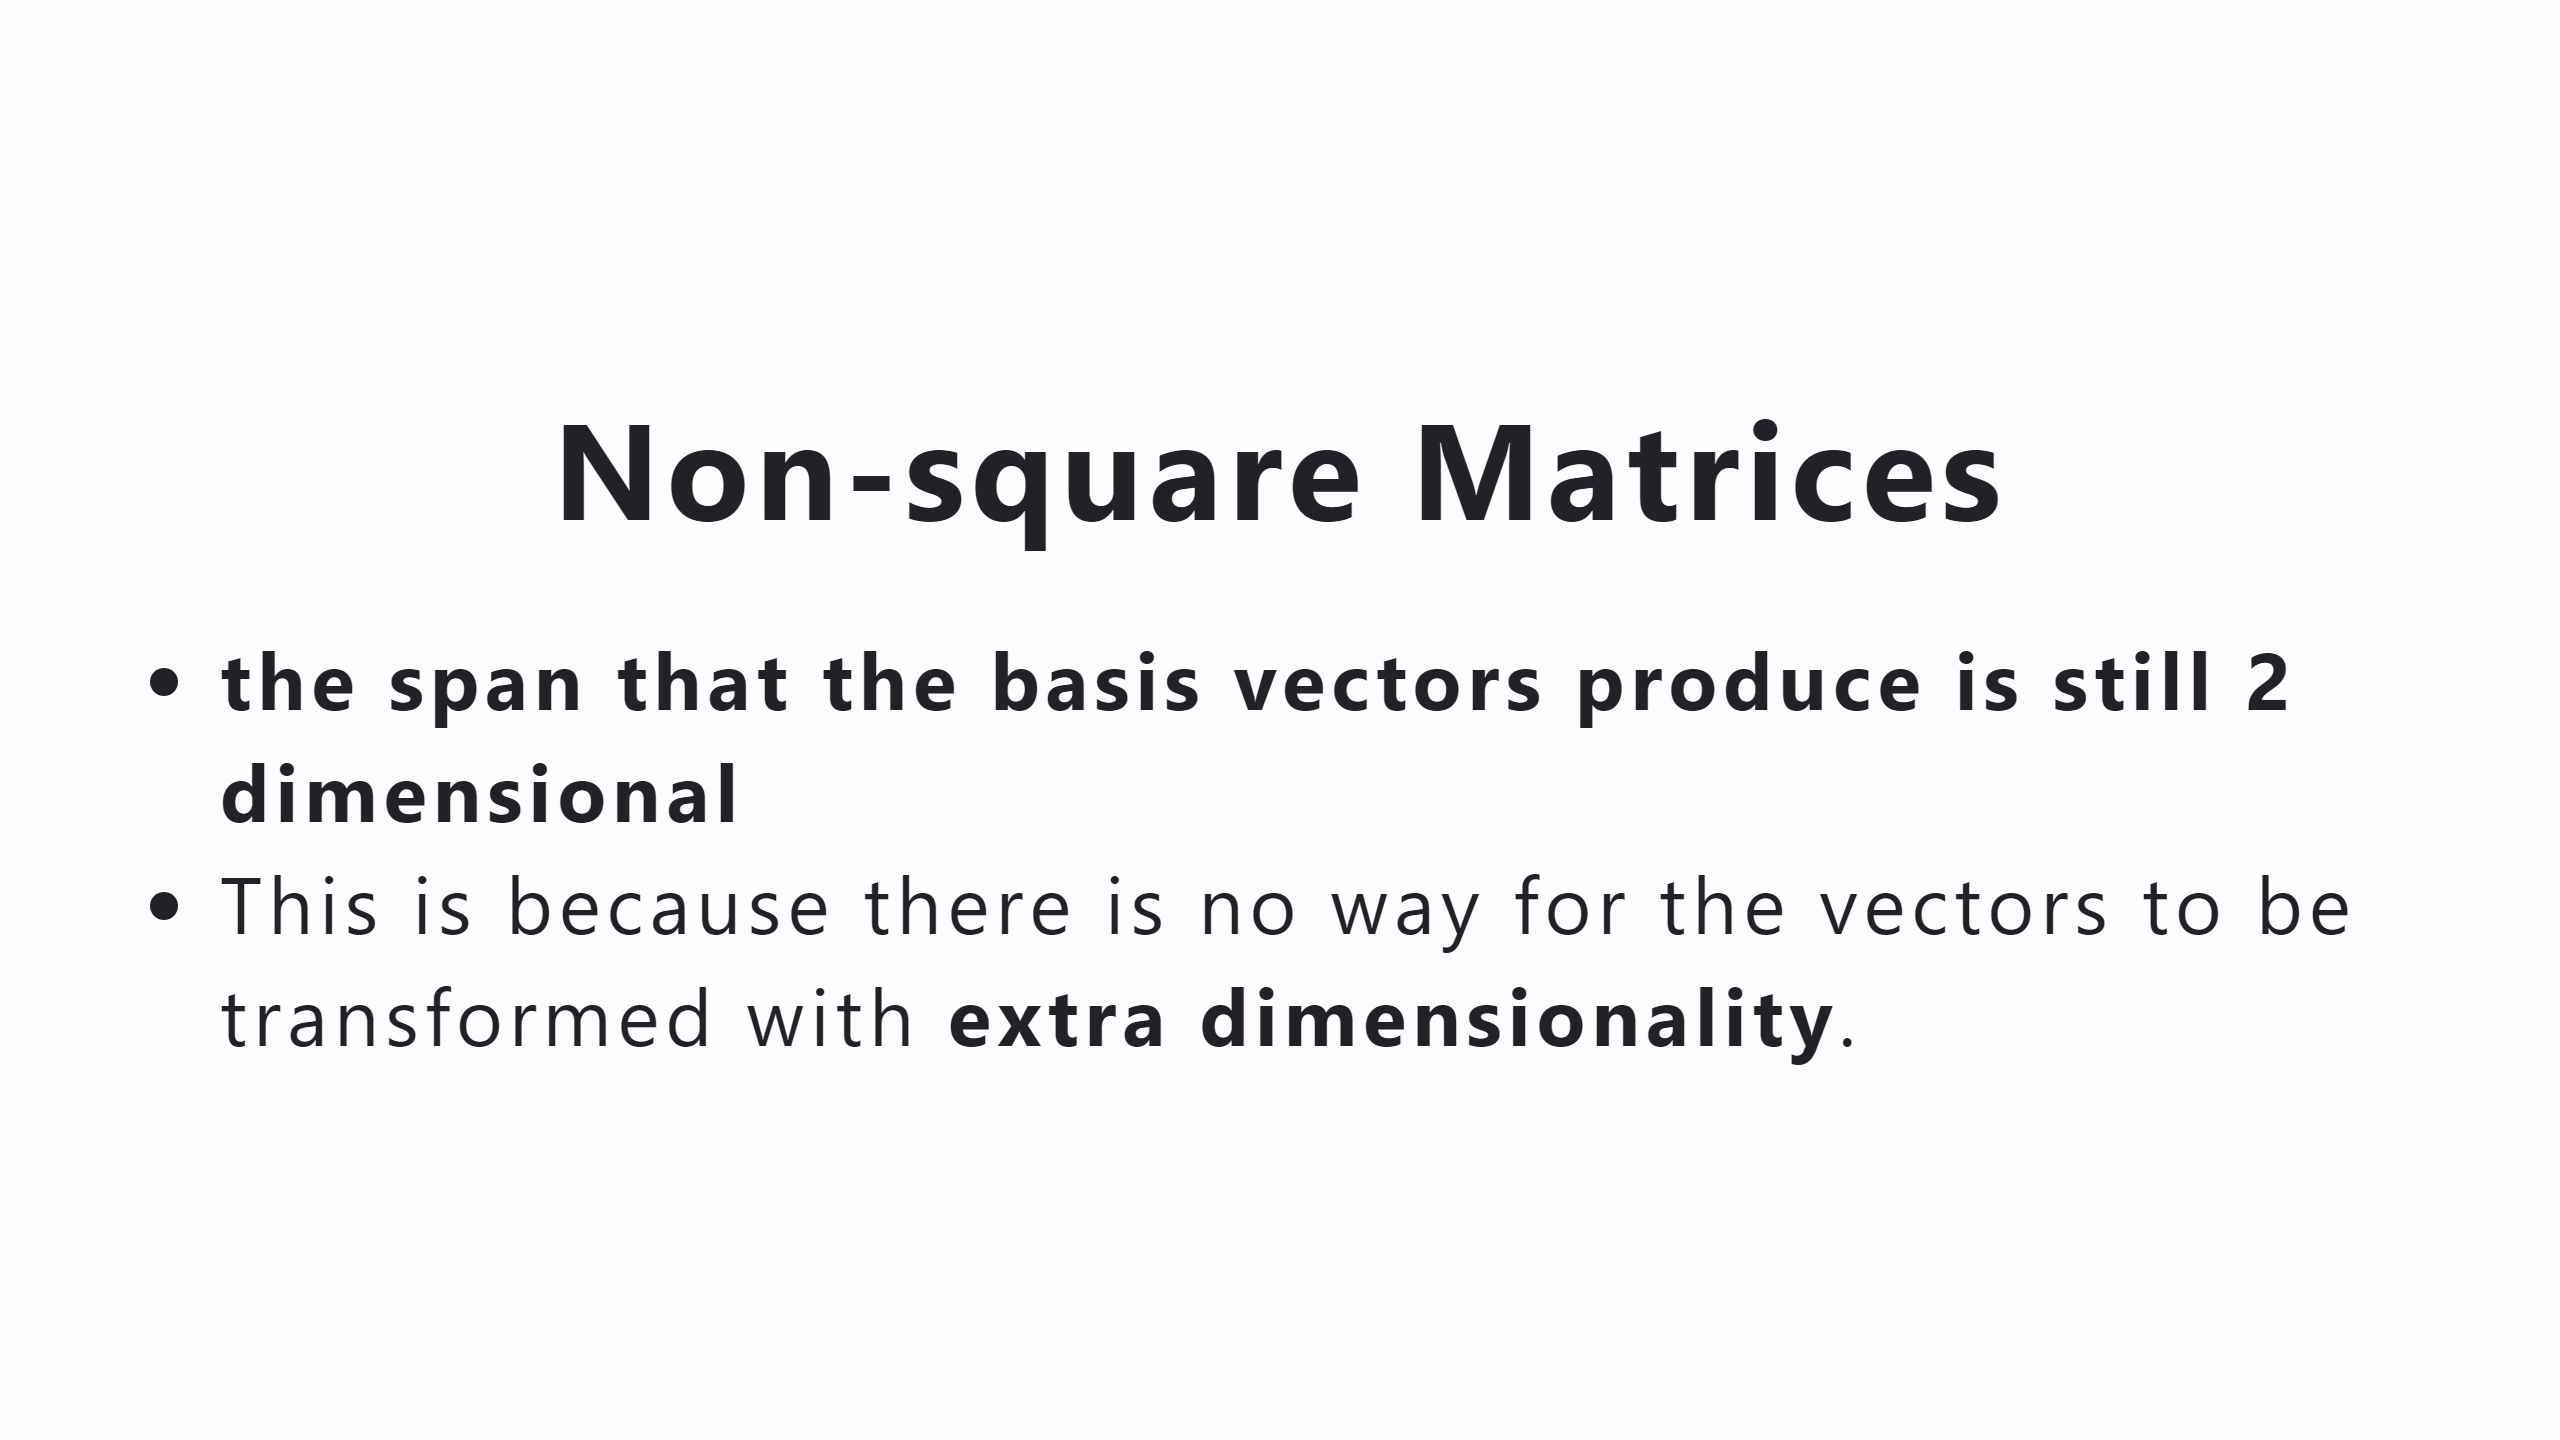 Non-square Matrices
• the span that the basis vectors produce is still 2
dimensional
• This is because there is no way for the vectors to be
transformed with extra dimensionality.